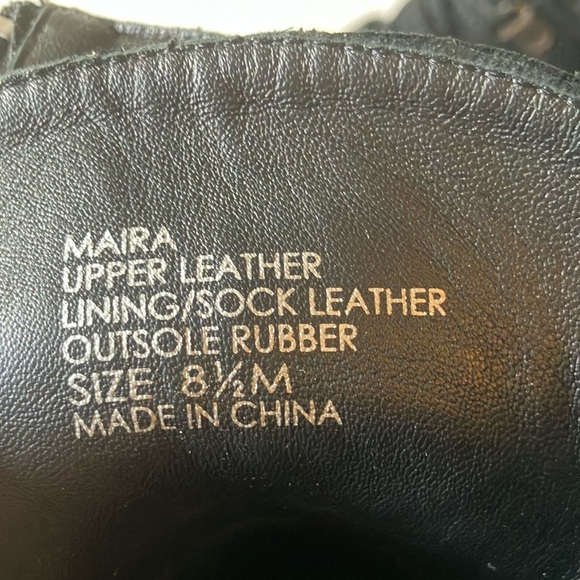 MAIRA
UPPER LEATHER
LINING/SOCK LEATHER
OUTSOLE RUBBER
SIZE 8½M
MADE IN CHINA